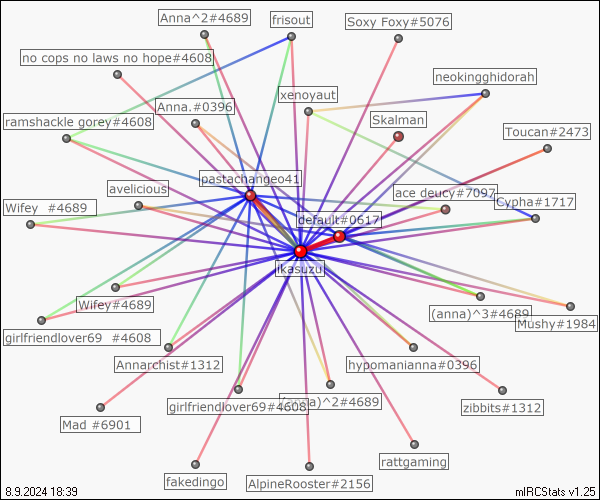 Anna^2#4689
frisout
Soxy Foxy#5076
no cops no laws no hope#4608
neokingghidorah
xenoyaut
Anna.#0396
ramshackle gorey#4608
Skalman
Toucan#2473
pastachangeo41
avelicious
ace deucy#7097
Cypha#1717
Wifey #4689
default#0617
ikasuzu
Wifey#4689
(anna)^3#4689
Mushy#1984
girlfriendlover69 #4608
Annarchist#1312
hypomanianna#0396
girlfriendlover69#4608
)^2#4689
zibbits#1312
Mad #6901
rattgaming
fakedingo
AlpineRooster#2156
8.9.2024 18:39
mIRCStats v1.25